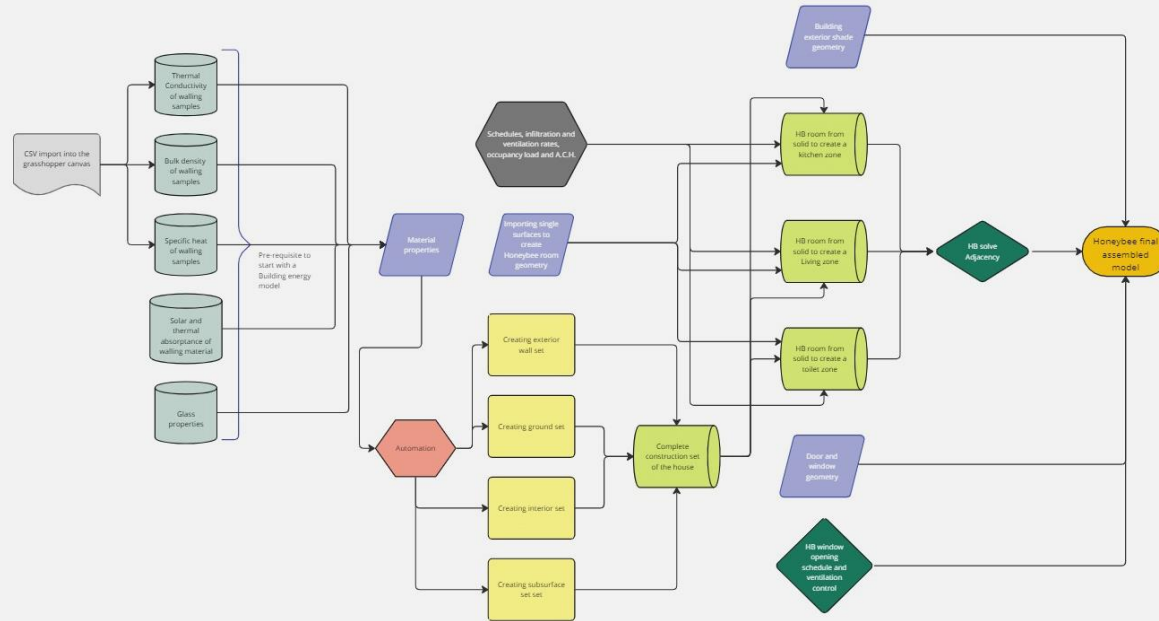 Building
exterior shade
geometry
Thermal
Conductivity
of walling
samples
CSV import into the
grasshopper canvas
Schedules, infiltration and
ventilation rates,
occupancy load and A.C.H.
HB room from
solid to create a
kitchen zone
Bulk density
of walling
samples
Specific heat
of walling
samples
Pre-requisite to
start with a
Building energy
model
Material
properties
Importing single
surfaces to
create
Honeybee room
geometry
HB room from
solid to create a
Living zone
HB solve
Adjacency
Honeybee final
assembled
model
Solar and
thermal
absorptance of
walling material
Creating exterior
wall set
HB room from
solid to create a
toilet zone
Glass
properties
Automation
Creating ground set
Complete
construction set
of the house
Door and
window
geometry
Creating interior set
HB window
opening
schedule and
ventilation
control
Creating subsurface
set set